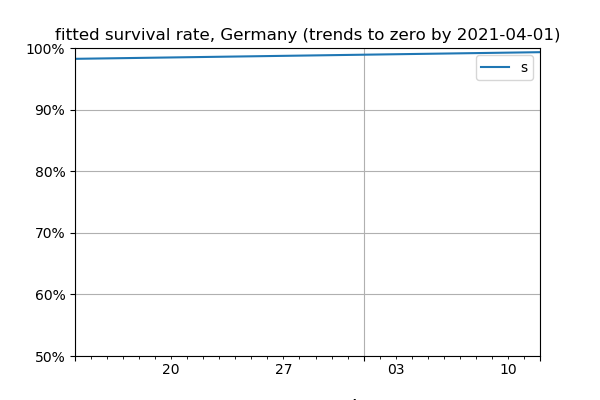 fitted survival rate, Germany (trends to zero by 2021-04-01)
100%
s
90%
80%
70%
60%
50%
20 27 03 10